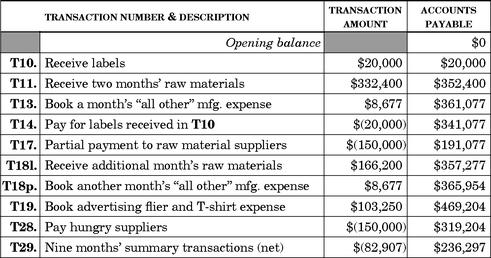 TRANSACTION NUMBER & DESCRIPTION TRANSACTION AMOUNT ACCOUNTS PAYABLE
Opening balance $0
T10. Receive labels $20,000 $20,000
T11. Receive two months' raw materials $332,400 $352,400
T13. Book a month's “all other” mfg. expense $8,677 $361,077
T14. Pay for labels received in T10 $(20,000) $341,077
T17. Partial payment to raw material suppliers $(150,000) $191,077
T18l. Receive additional month's raw materials $166,200 $357,277
T18p. Book another month's “all other” mfg. expense $8,677 $365,954
T19. Book advertising flier and T-shirt expense $103,250 $469,204
T28. Pay hungry suppliers $(150,000) $319,204
T29. Nine months' summary transactions (net) $(82,907) $236,297